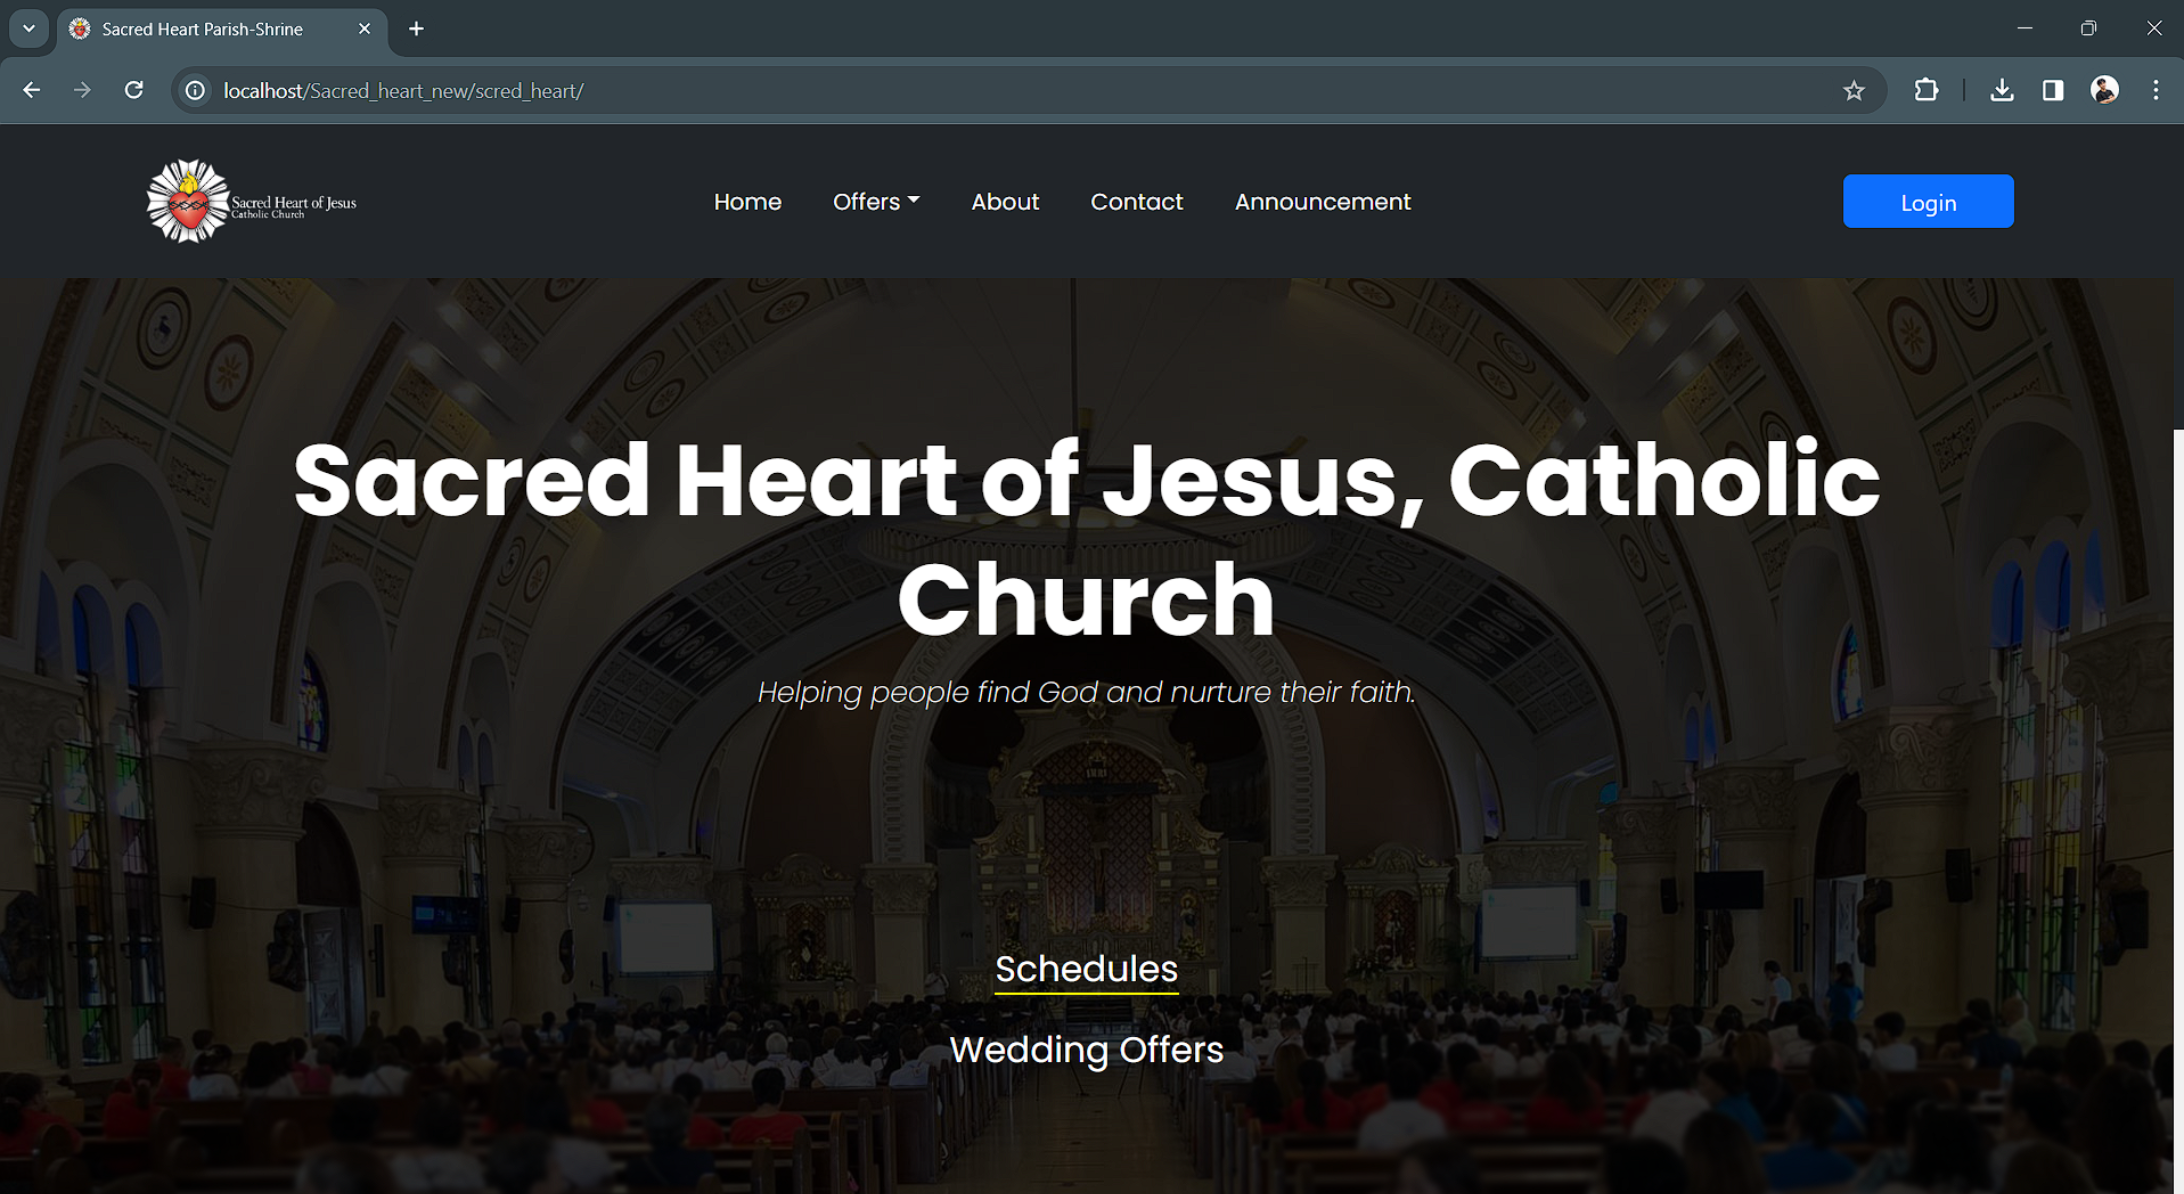 Sacred Heart Parish-Shrine
localhost/Sacred_heart_new/scred_heart/
Sacred Heart of Jesus
Catholic Church
Home Offers About Contact Announcement
Login
Sacred Heart of Jesus, Catholic
Church
Helping people find God and nurture their faith.
Schedules
Wedding Offers